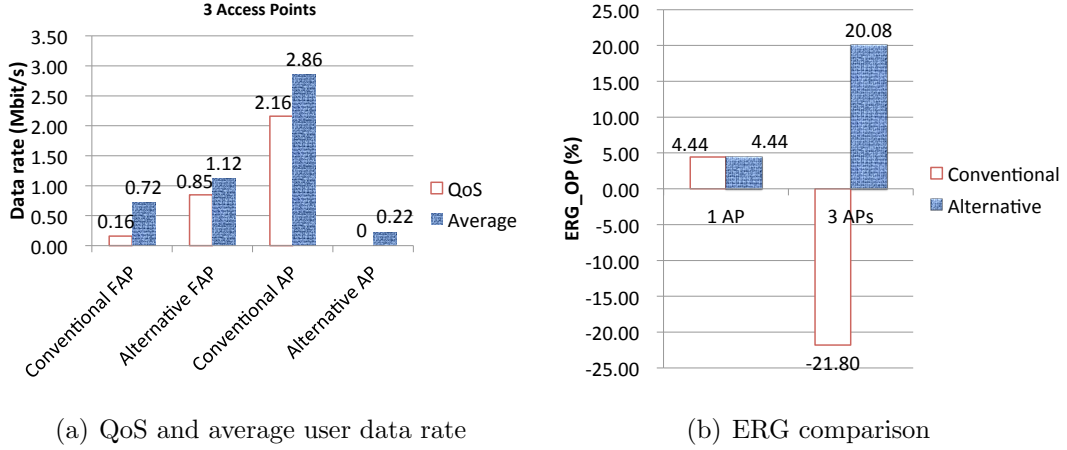 3 Access Points
Data rate (Mbit/s)
3.50
3.00
2.50
2.00
1.50
1.00
0.50
0.00
0.16
0.72
0.85
1.12
2.16
2.86
0
0.22
Conventional FAP
Alternative FAP
Conventional AP
Alternative AP
QoS
Average
(a) QoS and average user data rate
ERG_OP (%)
25.00
20.00
15.00
10.00
5.00
0.00
-5.00
-10.00
-15.00
-20.00
-25.00
4.44
4.44
20.08
-21.80
1 AP
3 APs
Conventional
Alternative
(b) ERG comparison